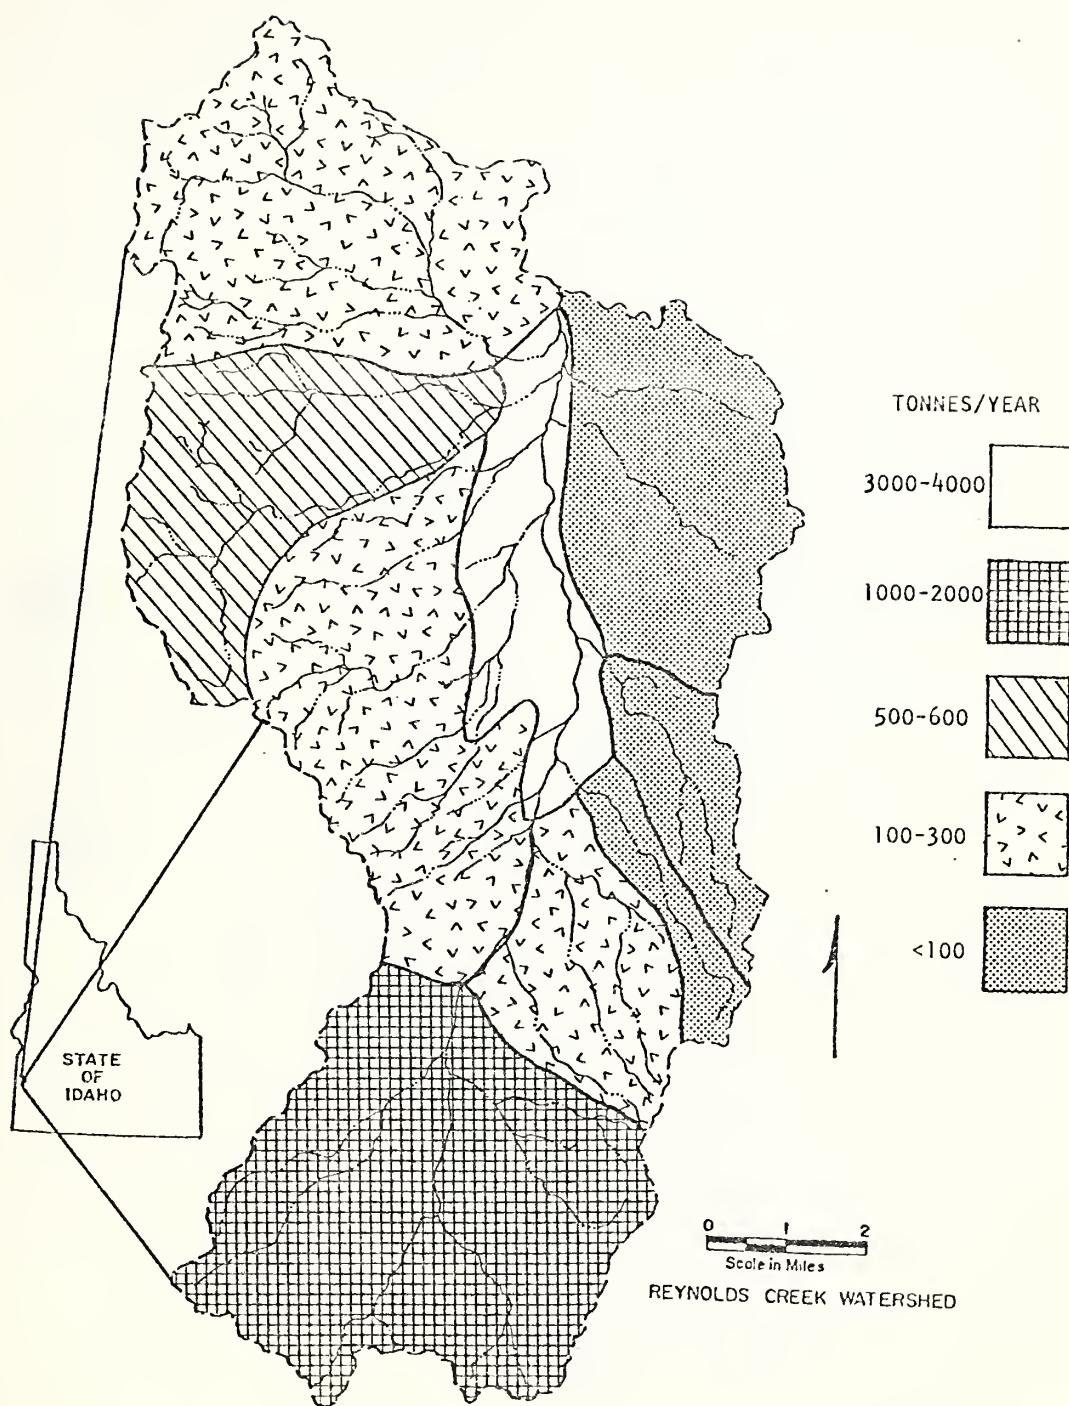 TONNES/YEAR
3000-4000
1000-2000
500-600
100-300
<100
STATE
OF
IDAHO
0 1 2
Scale in Miles
REYNOLDS CREEK WATERSHED